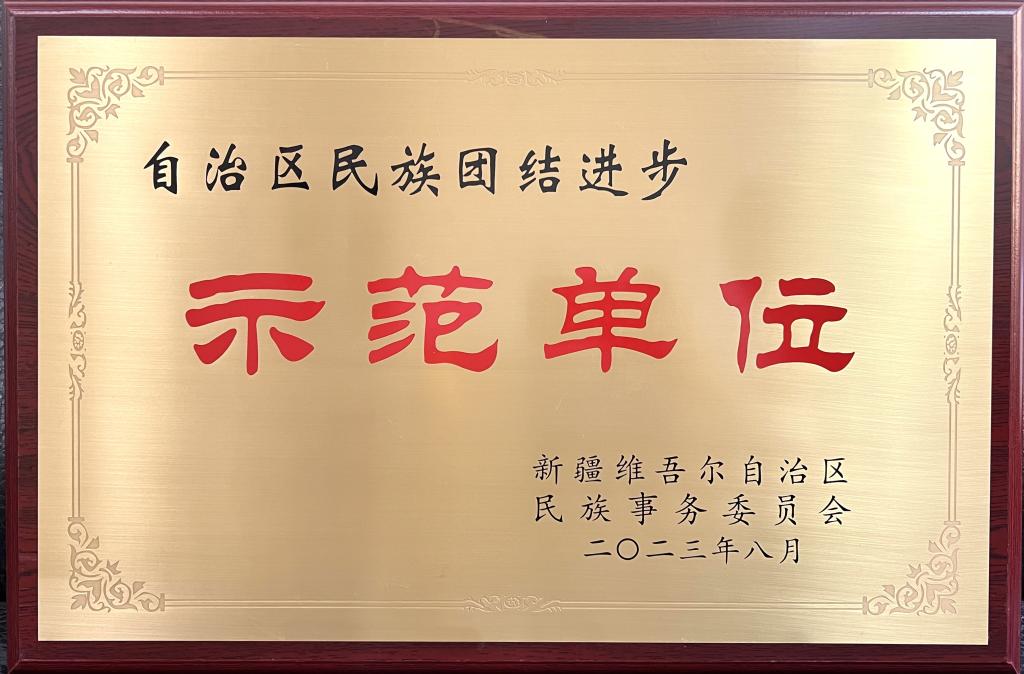 自治区民族团结进步
示范单位
新疆维吾尔自治区
民族事务委员会
二〇二三年八月